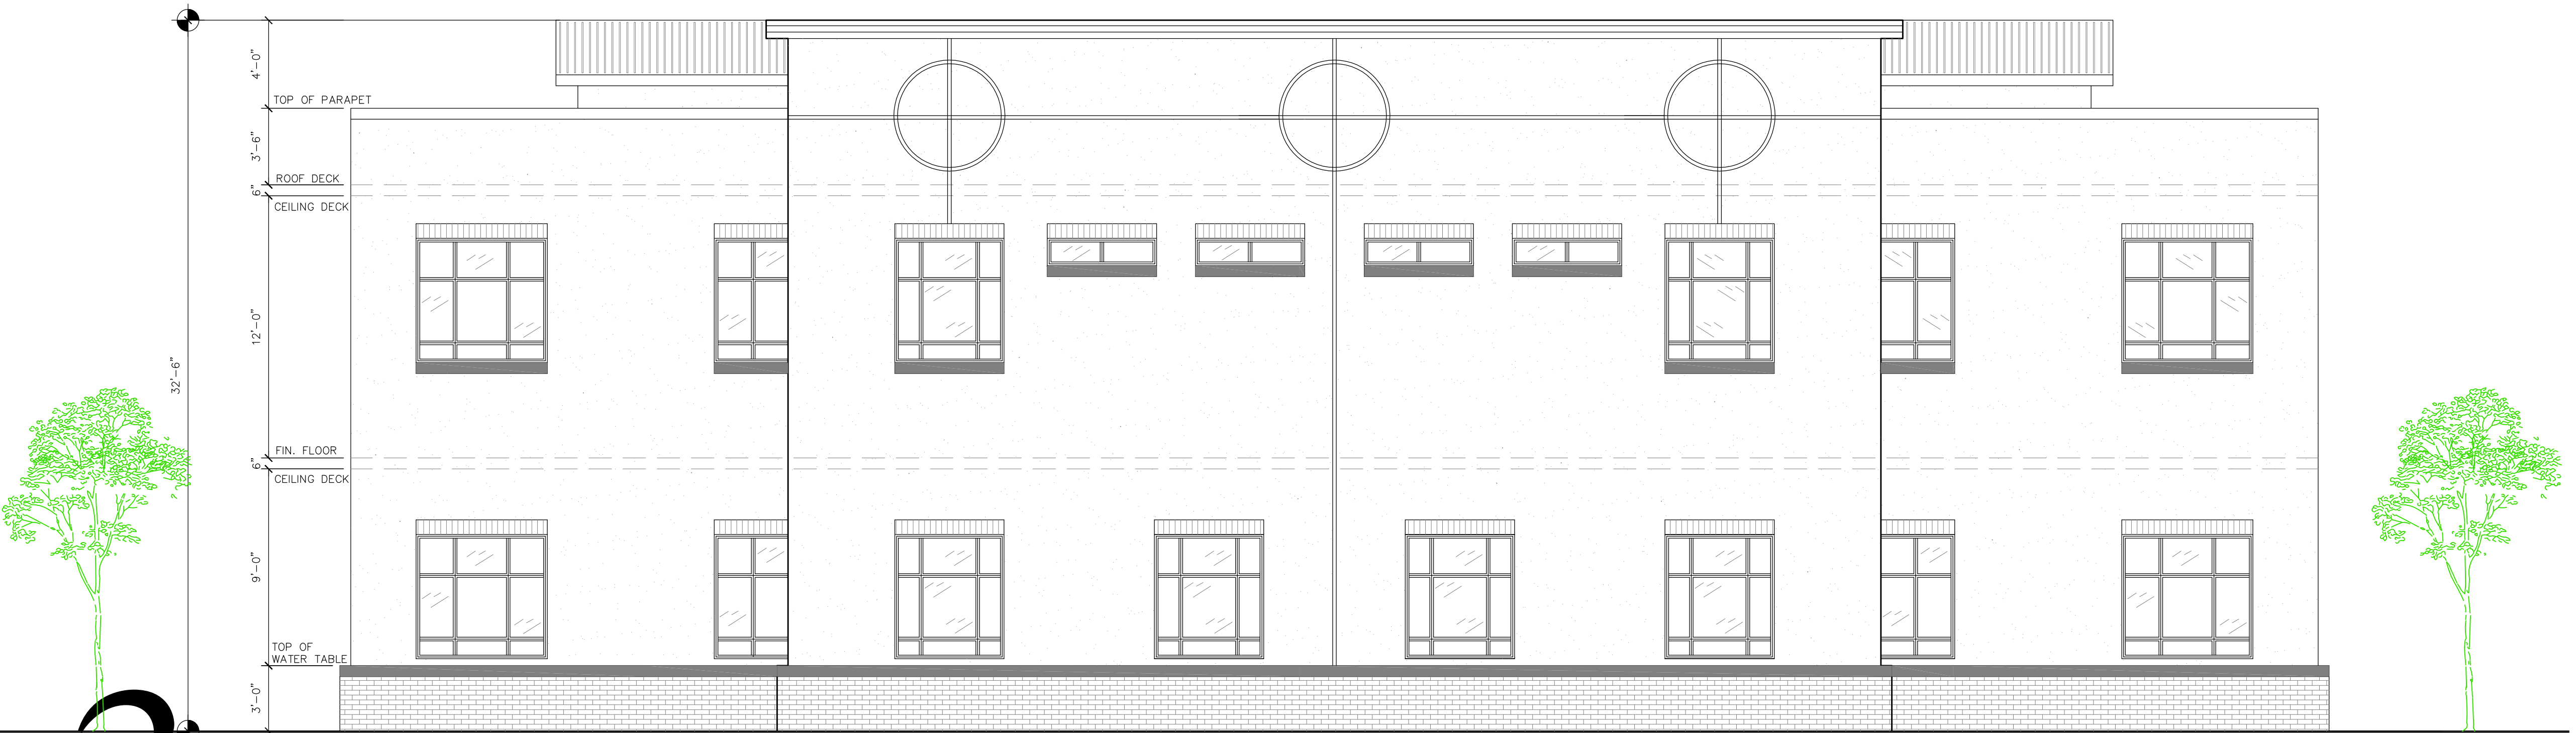 4'-0"
TOP OF PARAPET
3'-6"
ROOF DECK
6"
CEILING DECK
12'-0"
32'-6"
FIN. FLOOR
6"
CEILING DECK
9'-0"
TOP OF
WATER TABLE
3'-0"